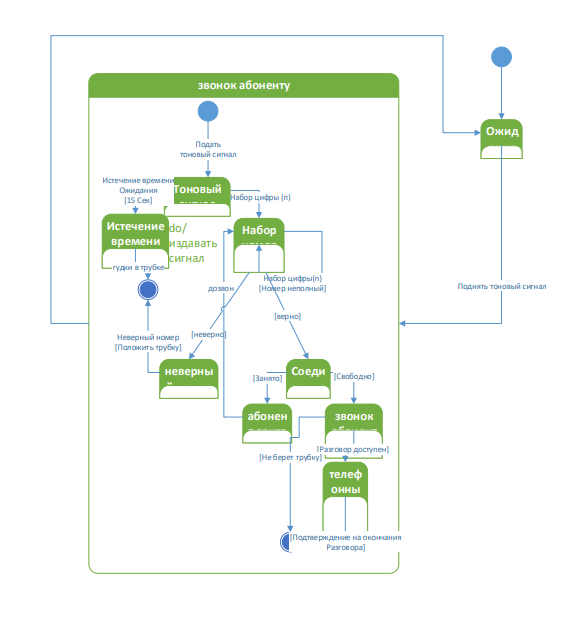 звонок абоненту
Ожид
Подать
тоновый сигнал
Истечение времени
Ожидания
[15 Сек]
Тоновый
Набор цифры (n)
Истечение
времени
do/
издавать
сигнал
Набор
гудки в трубке
Набор цифры(n)
[Номер неполный]
Поднять тоновый сигнал
дозвон
[верно]
Неверный номер
[Положить трубку]
[неверно]
неверны
й
Соеди
[Занято]
[Свободно]
абонен
звонок
[Не берет трубку]
[Разговор доступен]
телеф
онны
[Подтверждение на окончания
Разговора]